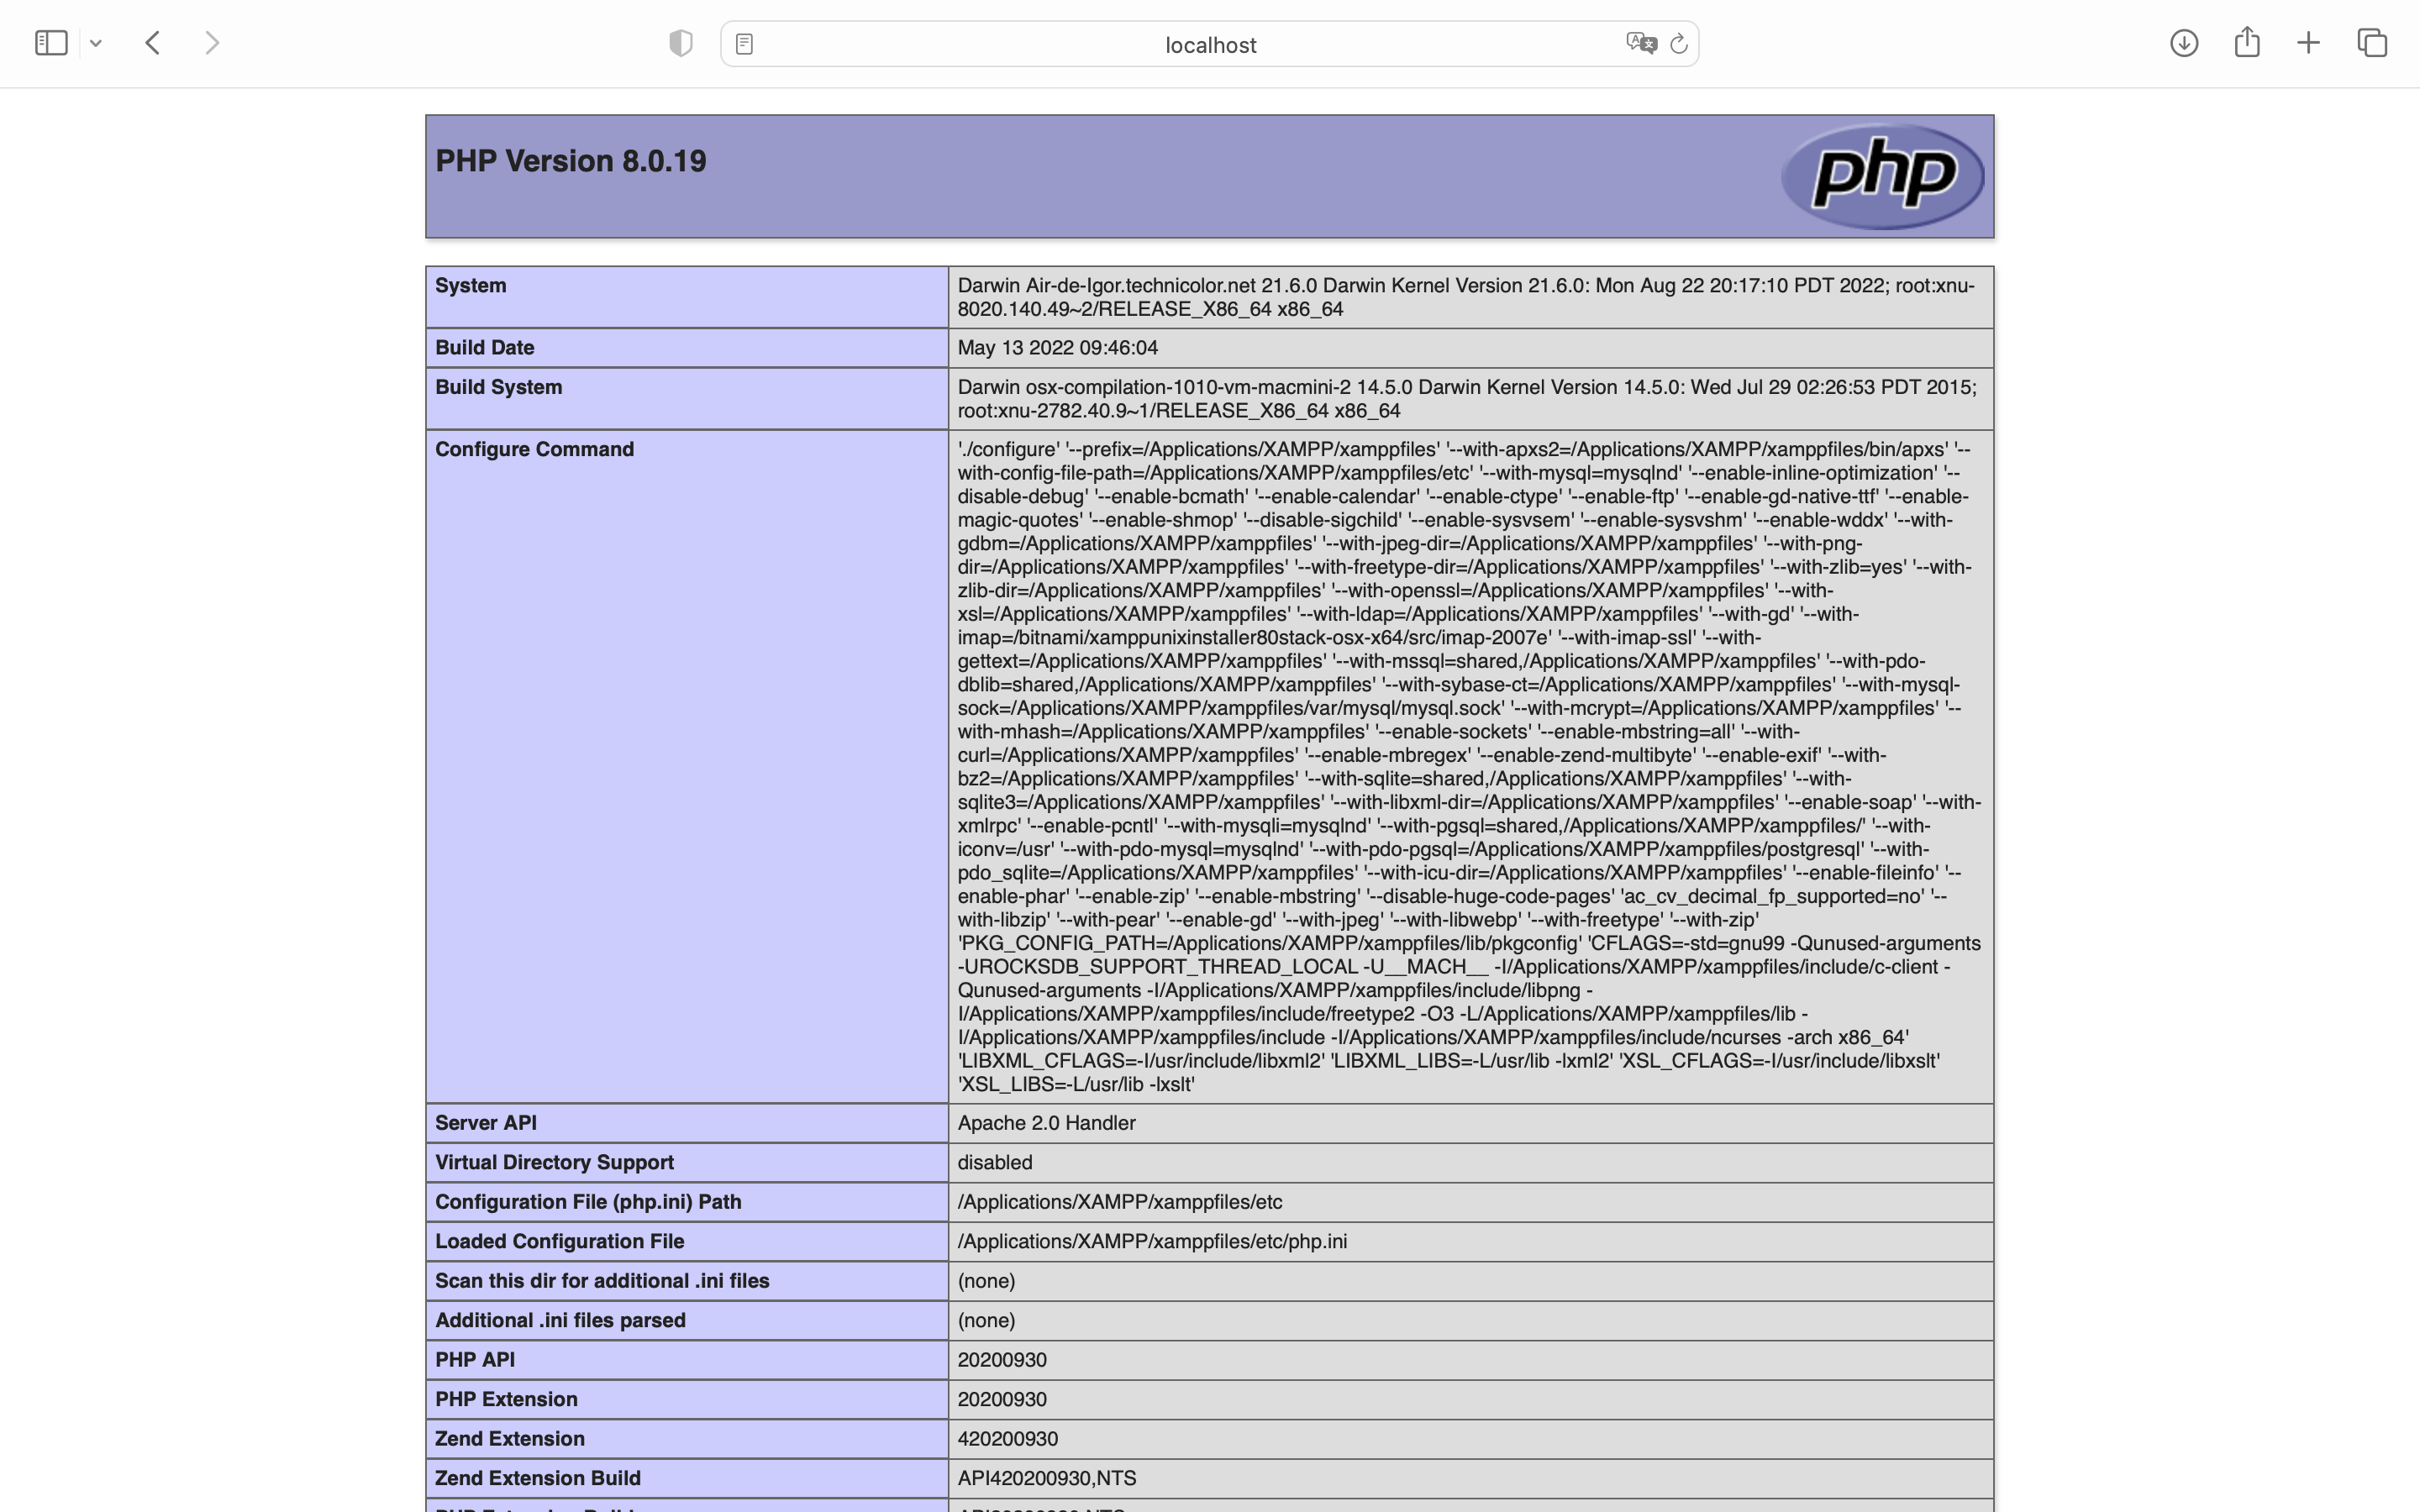 localhost
PHP Version 8.0.19
php
System
Darwin Air-de-Igor.technicolor.net 21.6.0 Darwin Kernel Version 21.6.0: Mon Aug 22 20:17:10 PDT 2022; root:xnu-
8020.140.49~2/RELEASE_X86_64 x86_64
Build Date
May 13 2022 09:46:04
Build System
Darwin osx-compilation-1010-vm-macmini-2 14.5.0 Darwin Kernel Version 14.5.0: Wed Jul 29 02:26:53 PDT 2015;
root:xnu-2782.40.9~1/RELEASE_X86_64 x86_64
Configure Command
'./configure' '--prefix=/Applications/XAMPP/xamppfiles' '--with-apxs2=/Applications/XAMPP/xamppfiles/bin/apxs' '--
with-config-file-path=/Applications/XAMPP/xamppfiles/etc' '--with-mysql=mysqlnd' '--enable-inline-optimization' '--
disable-debug' '--enable-bcmath' '--enable-calendar' '--enable-ctype' '--enable-ftp' '--enable-gd-native-ttf' '--enable-
magic-quotes' '--enable-shmop' '--disable-sigchild' '--enable-sysvsem' '--enable-sysvshm' '--enable-wddx' '--with-
gdbm=/Applications/XAMPP/xamppfiles' '--with-jpeg-dir=/Applications/XAMPP/xamppfiles' '--with-png-
dir=/Applications/XAMPP/xamppfiles' '--with-freetype-dir=/Applications/XAMPP/xamppfiles' '--with-zlib=yes' '--with-
zlib-dir=/Applications/XAMPP/xamppfiles' '--with-openssl=/Applications/XAMPP/xamppfiles' '--with-
xsl=/Applications/XAMPP/xamppfiles' '--with-ldap=/Applications/XAMPP/xamppfiles' '--with-gd' '--with-
imap=/bitnami/xamppunixinstaller80stack-osx-x64/src/imap-2007e' '--with-imap-ssl' '--with-
gettext=/Applications/XAMPP/xamppfiles' '--with-mssql=shared,/Applications/XAMPP/xamppfiles' '--with-pdo-
dblib=shared,/Applications/XAMPP/xamppfiles' '--with-sybase-ct=/Applications/XAMPP/xamppfiles' '--with-mysql-
sock=/Applications/XAMPP/xamppfiles/var/mysql/mysql.sock' '--with-mcrypt=/Applications/XAMPP/xamppfiles' '--
with-mhash=/Applications/XAMPP/xamppfiles' '--enable-sockets' '--enable-mbstring=all' '--with-
curl=/Applications/XAMPP/xamppfiles' '--enable-mbregex' '--enable-zend-multibyte' '--enable-exif' '--with-
bz2=/Applications/XAMPP/xamppfiles' '--with-sqlite=shared,/Applications/XAMPP/xamppfiles' '--with-
sqlite3=/Applications/XAMPP/xamppfiles' '--with-libxml-dir=/Applications/XAMPP/xamppfiles' '--enable-soap' '--with-
xmlrpc' '--enable-pcntl' '--with-mysqli=mysqlnd' '--with-pgsql=shared,/Applications/XAMPP/xamppfiles/' '--with-
iconv=/usr' '--with-pdo-mysql=mysqlnd' '--with-pdo-pgsql=/Applications/XAMPP/xamppfiles/postgresql' '--with-
pdo_sqlite=/Applications/XAMPP/xamppfiles' '--with-icu-dir=/Applications/XAMPP/xamppfiles' '--enable-fileinfo' '--
enable-phar' '--enable-zip' '--enable-mbstring' '--disable-huge-code-pages' 'ac_cv_decimal_fp_supported=no' '--
with-libzip' '--with-pear' '--enable-gd' '--with-jpeg' '--with-libwebp' '--with-freetype' '--with-zip'
'PKG_CONFIG_PATH=/Applications/XAMPP/xamppfiles/lib/pkgconfig' 'CFLAGS=-std=gnu99 -Qunused-arguments
-UROCKSDB_SUPPORT_THREAD_LOCAL -U__MACH__ -I/Applications/XAMPP/xamppfiles/include/c-client -
Qunused-arguments -I/Applications/XAMPP/xamppfiles/include/libpng -
I/Applications/XAMPP/xamppfiles/include/freetype2 -O3 -L/Applications/XAMPP/xamppfiles/lib -
I/Applications/XAMPP/xamppfiles/include -I/Applications/XAMPP/xamppfiles/include/ncurses -arch x86_64'
'LIBXML_CFLAGS=-I/usr/include/libxml2' 'LIBXML_LIBS=-L/usr/lib -lxml2' 'XSL_CFLAGS=-I/usr/include/libxslt'
'XSL_LIBS=-L/usr/lib -lxslt'
Server API
Apache 2.0 Handler
Virtual Directory Support
disabled
Configuration File (php.ini) Path
/Applications/XAMPP/xamppfiles/etc
Loaded Configuration File
/Applications/XAMPP/xamppfiles/etc/php.ini
Scan this dir for additional .ini files
(none)
Additional .ini files parsed
(none)
PHP API
20200930
PHP Extension
20200930
Zend Extension
420200930
Zend Extension Build
API420200930,NTS